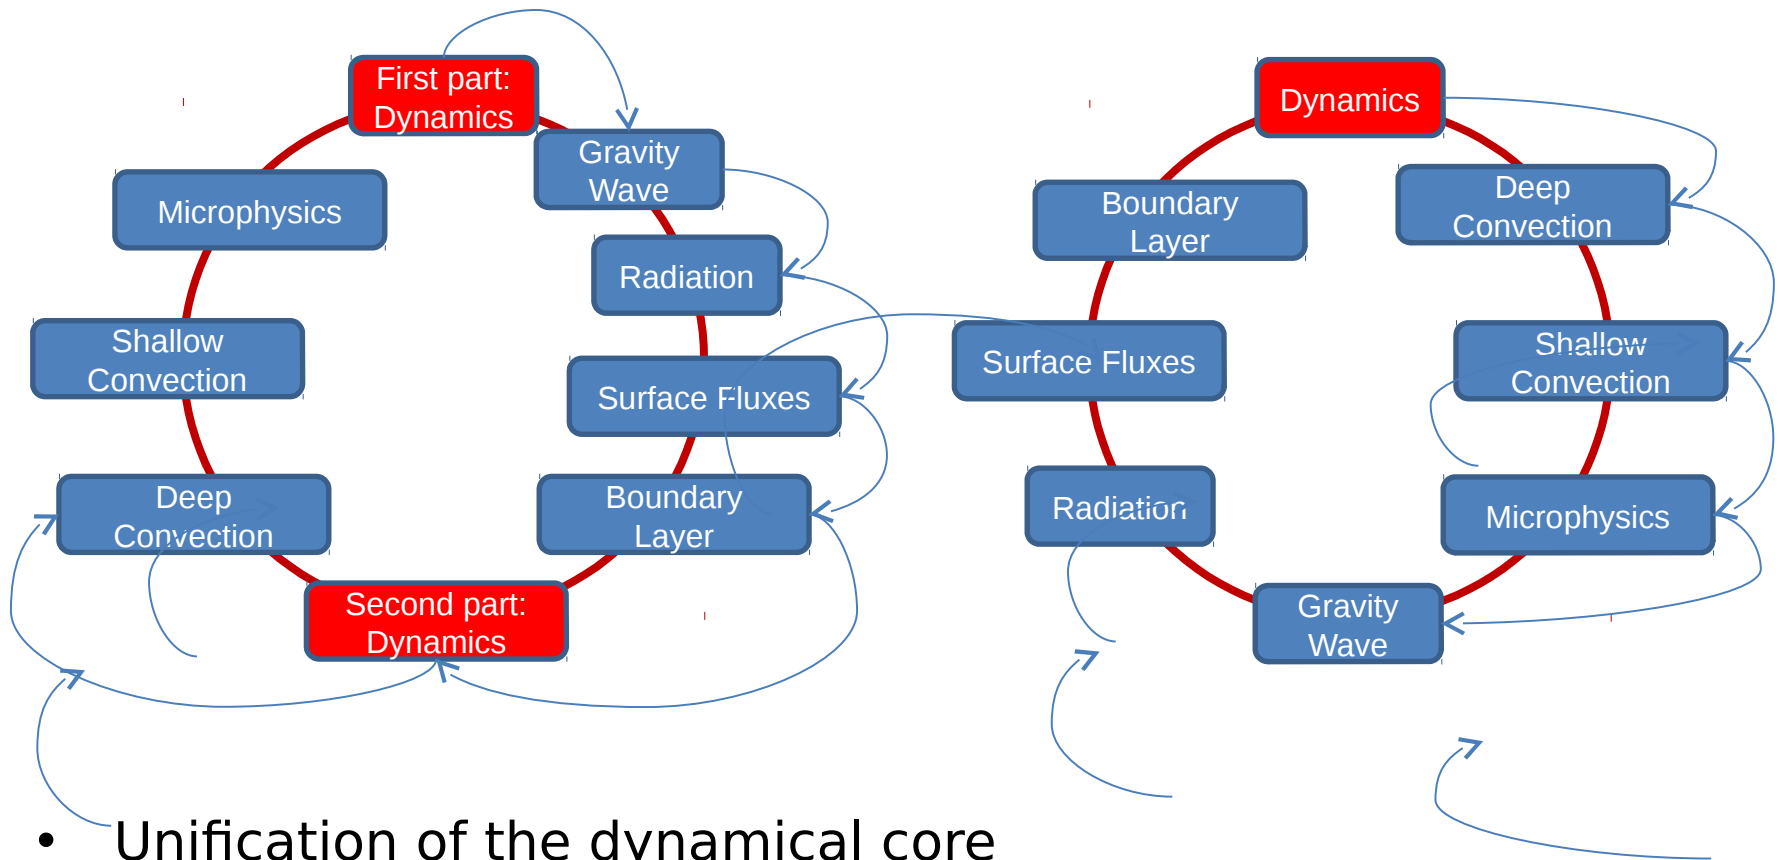 First part:
Dynamics
Gravity
Wave
Radiation
Surface Fluxes
Boundary
Layer
Second part:
Dynamics
Deep
Convection
Shallow
Convection
Microphysics
Dynamics
Deep
Convection
Shallow
Convection
Microphysics
Gravity
Wave
Radiation
Surface Fluxes
Boundary
Layer
• Unification of the dynamical core